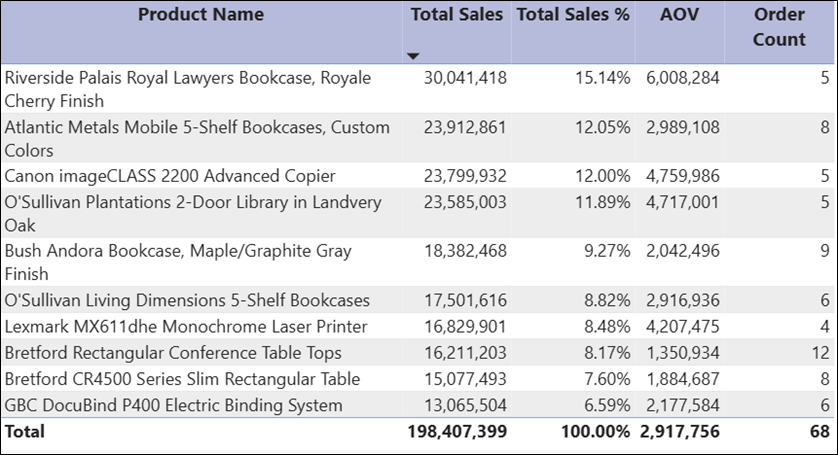 Product Name Total Sales Total Sales % AOV Order
Count
Riverside Palais Royal Lawyers Bookcase, Royale 30,041,418 15.14% 6,008,284 5
Cherry Finish
Atlantic Metals Mobile 5-Shelf Bookcases, Custom 23,912,861 12.05% 2,989,108 8
Colors
Canon imageCLASS 2200 Advanced Copier 23,799,932 12.00% 4,759,986 5
O'Sullivan Plantations 2-Door Library in Landvery 23,585,003 11.89% 4,717,001 5
Oak
Bush Andora Bookcase, Maple/Graphite Gray 18,382,468 9.27% 2,042,496 9
Finish
O'Sullivan Living Dimensions 5-Shelf Bookcases 17,501,616 8.82% 2,916,936 6
Lexmark MX611dhe Monochrome Laser Printer 16,829,901 8.48% 4,207,475 4
Bretford Rectangular Conference Table Tops 16,211,203 8.17% 1,350,934 12
Bretford CR4500 Series Slim Rectangular Table 15,077,493 7.60% 1,884,687 8
GBC DocuBind P400 Electric Binding System 13,065,504 6.59% 2,177,584 6
Total 198,407,399 100.00% 2,917,756 68